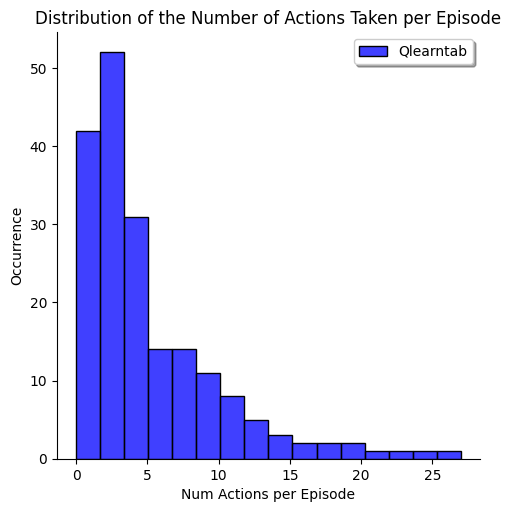 Distribution of the Number of Actions Taken per Episode
Qlearntab
50
40
30
20
10
0
Occurrence
0 5 10 15 20 25
Num Actions per Episode